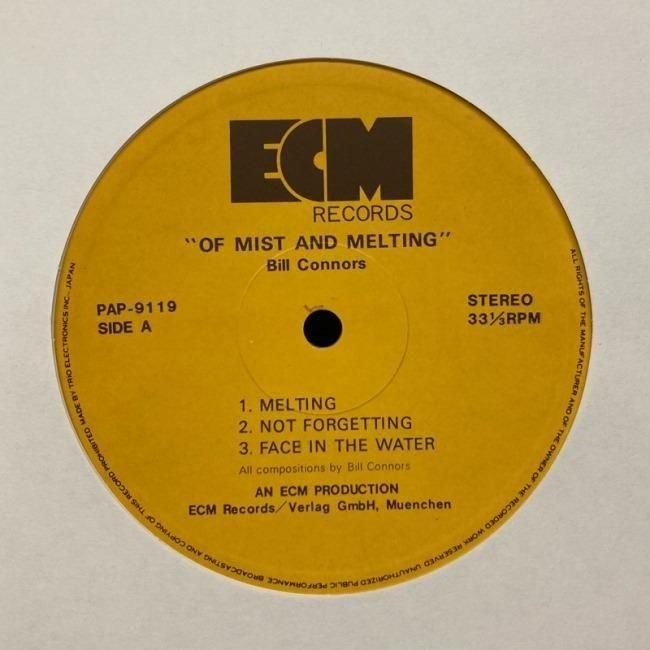 ECM
RECORDS
"OF MIST AND MELTING"
Bill Connors
PAP-9119
SIDE A
STEREO
33⅓RPM
1. MELTING
2. NOT FORGETTING
3. FACE IN THE WATER
All compositions by Bill Connors
AN ECM PRODUCTION
ECM Records/Verlag GmbH, Muenchen
ALL RIGHTS OF THE MANUFACTURER AND OF THE OWNER OF THE RECORDED WORK RESERVED UNAUTHORIZED PUBLIC PERFORMANCE BROADCASTING AND COPYING OF THIS RECORD PROHIBITED MADE BY TRIO ELECTRONICS INC.- JAPAN